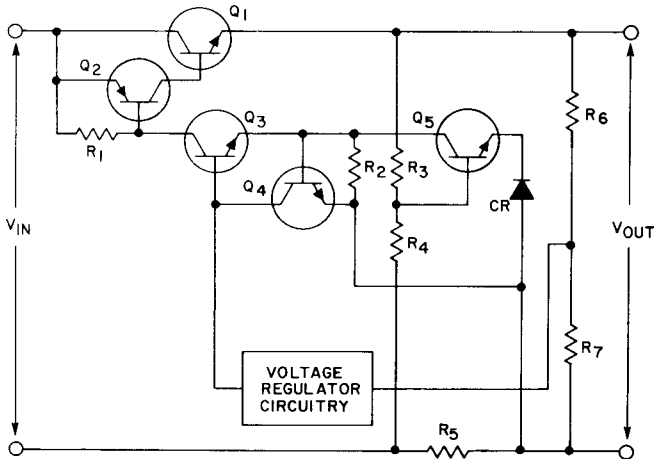 Q1
Q2
Q3
Q5
R1
R2
R3
R6
Q4
R4
CR
VIN
VOUT
VOLTAGE
REGULATOR
CIRCUITRY
R7
R5